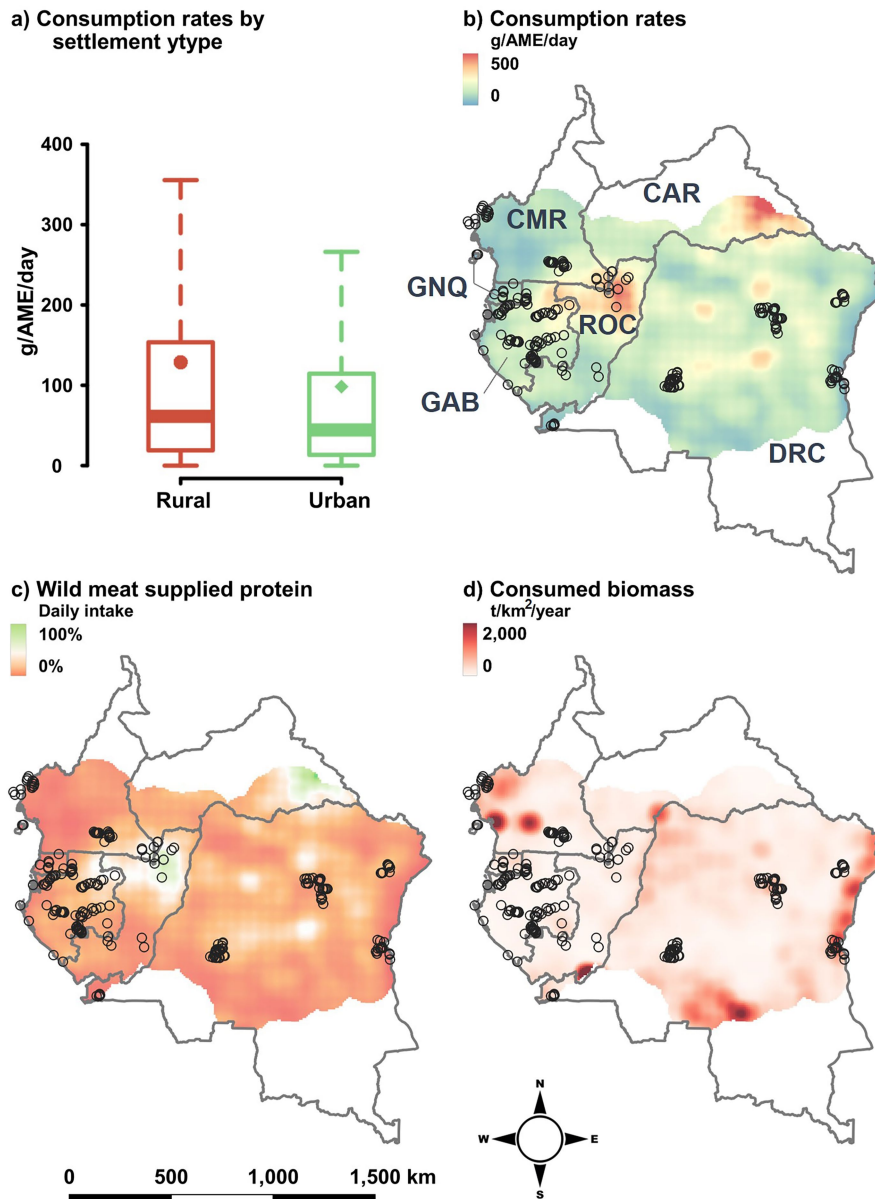 a) Consumption rates by
settlement ytype
400
300
200
100
0
g/AME/day
Rural
Urban
b) Consumption rates
g/AME/day
500
0
CAR
CMR
GNQ
ROC
GAB
DRC
c) Wild meat supplied protein
Daily intake
100%
0%
d) Consumed biomass
t/km²/year
2,000
0
N
W
E
S
0
500
1,000
1,500 km